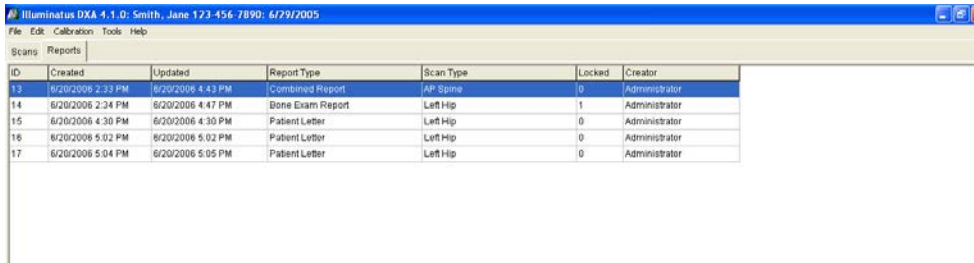 Illuminatus DXA 4.1.0: Smith, Jane 123-456-7890: 6/29/2005
File Edit Calibration Tools Help
Scans Reports
ID Created Updated Report Type Scan Type Locked Creator
13 6/20/2006 2:33 PM 6/20/2006 4:43 PM Combined Report AP Spine 0 Administrator
14 6/20/2006 2:34 PM 6/20/2006 4:47 PM Bone Exam Report Left Hip 1 Administrator
15 6/20/2006 4:30 PM 6/20/2006 4:30 PM Patient Letter Left Hip 0 Administrator
16 6/20/2006 5:02 PM 6/20/2006 5:02 PM Patient Letter Left Hip 0 Administrator
17 6/20/2006 5:04 PM 6/20/2006 5:05 PM Patient Letter Left Hip 0 Administrator